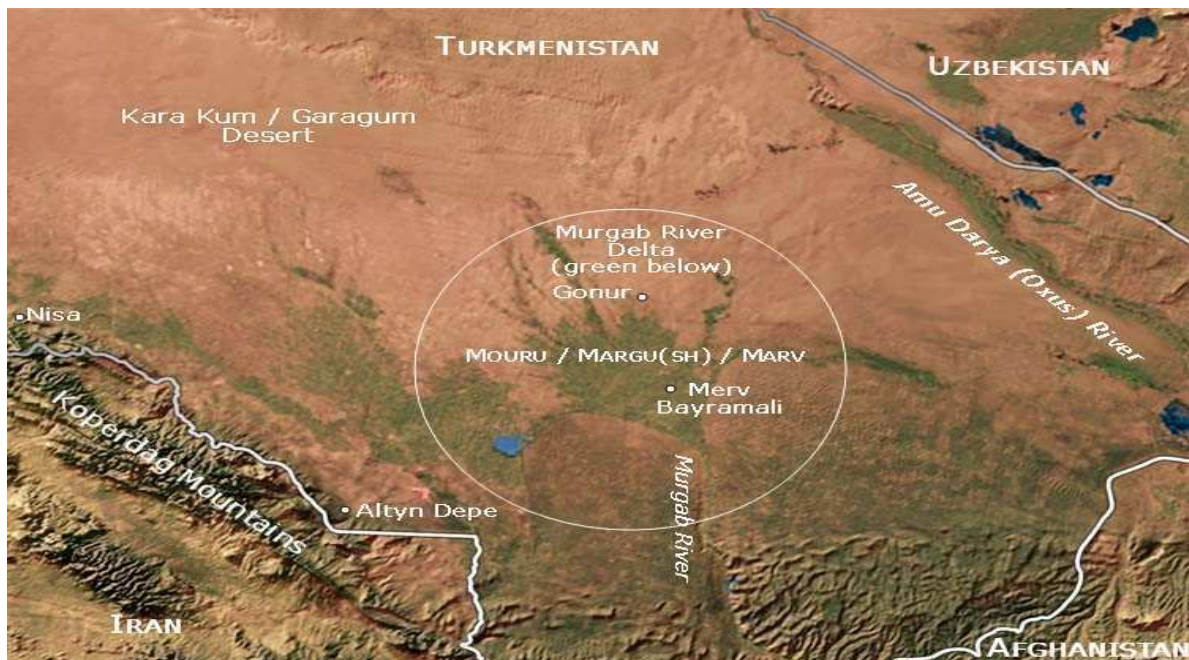 TURKMENISTAN
UZBEKISTAN
Kara Kum / Garagum
Desert
Amu Darya (Oxus) River
Murgab River
Delta
(green below)
Gonur
Nisa
MOURU / MARGU(SH) / MARV
Merv
Bayramali
Koperdag Mountains
Murgab River
Altyn Depe
IRAN
AFGHANISTAN